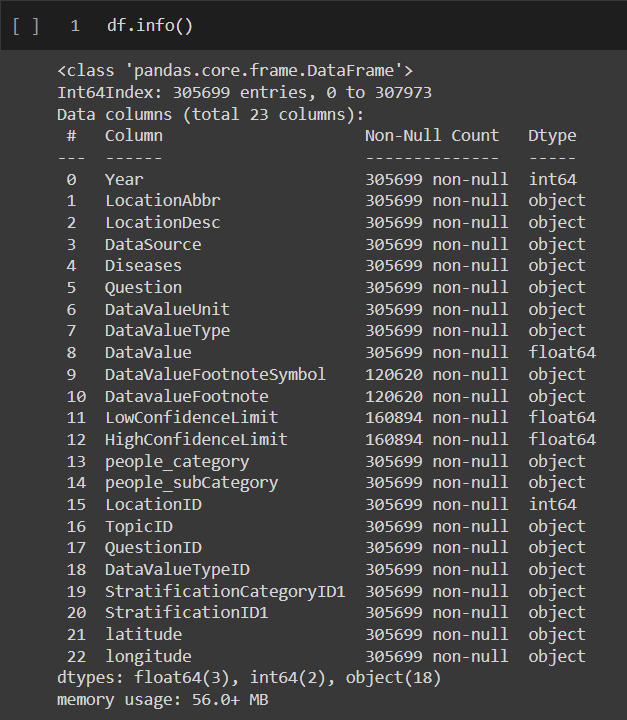 [ ] 1 df.info()
<class 'pandas.core.frame.DataFrame'>
Int64Index: 305699 entries, 0 to 307973
Data columns (total 23 columns):
 #   Column                     Non-Null Count   Dtype
---  ------                     --------------   -----
 0   Year                       305699 non-null  int64
 1   LocationAbbr               305699 non-null  object
 2   LocationDesc               305699 non-null  object
 3   DataSource                 305699 non-null  object
 4   Diseases                   305699 non-null  object
 5   Question                   305699 non-null  object
 6   DataValueUnit              305699 non-null  object
 7   DataValueType              305699 non-null  object
 8   DataValue                  305699 non-null  float64
 9   DataValueFootnoteSymbol    120620 non-null  object
 10  DatavalueFootnote          120620 non-null  object
 11  LowConfidenceLimit         160894 non-null  float64
 12  HighConfidenceLimit        160894 non-null  float64
 13  people_category            305699 non-null  object
 14  people_subCategory         305699 non-null  object
 15  LocationID                 305699 non-null  int64
 16  TopicID                    305699 non-null  object
 17  QuestionID                 305699 non-null  object
 18  DataValueTypeID            305699 non-null  object
 19  StratificationCategoryID1  305699 non-null  object
 20  StratificationID1          305699 non-null  object
 21  latitude                   305699 non-null  object
 22  longitude                  305699 non-null  object
dtypes: float64(3), int64(2), object(18)
memory usage: 56.0+ MB